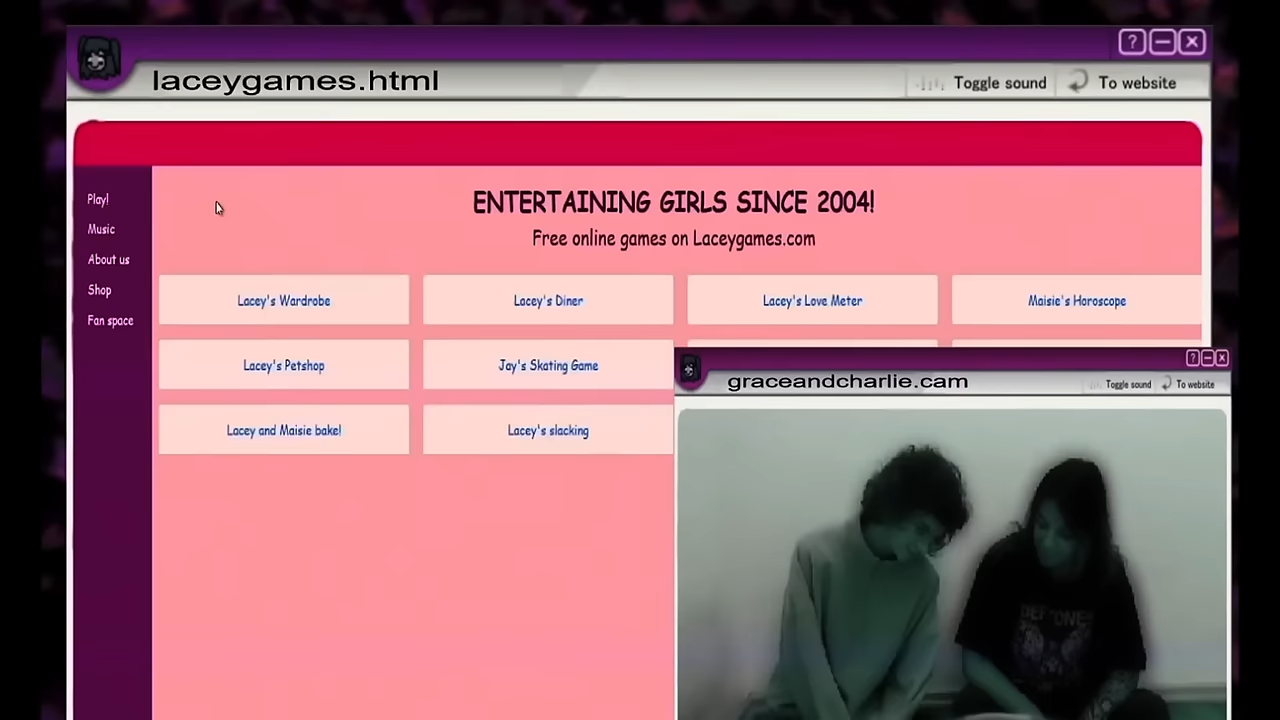 laceygames.html
Toggle sound
To website
Play!
Music
About us
Shop
Fan space
ENTERTAINING GIRLS SINCE 2004!
Free online games on Laceygames.com
Lacey's Wardrobe
Lacey's Diner
Lacey's Love Meter
Maisie's Horoscope
Lacey's Petshop
Jay's Skating Game
Lacey and Maisie bake!
Lacey's slacking
graceandcharlie.cam
Toggle sound
To website
DEFTONES